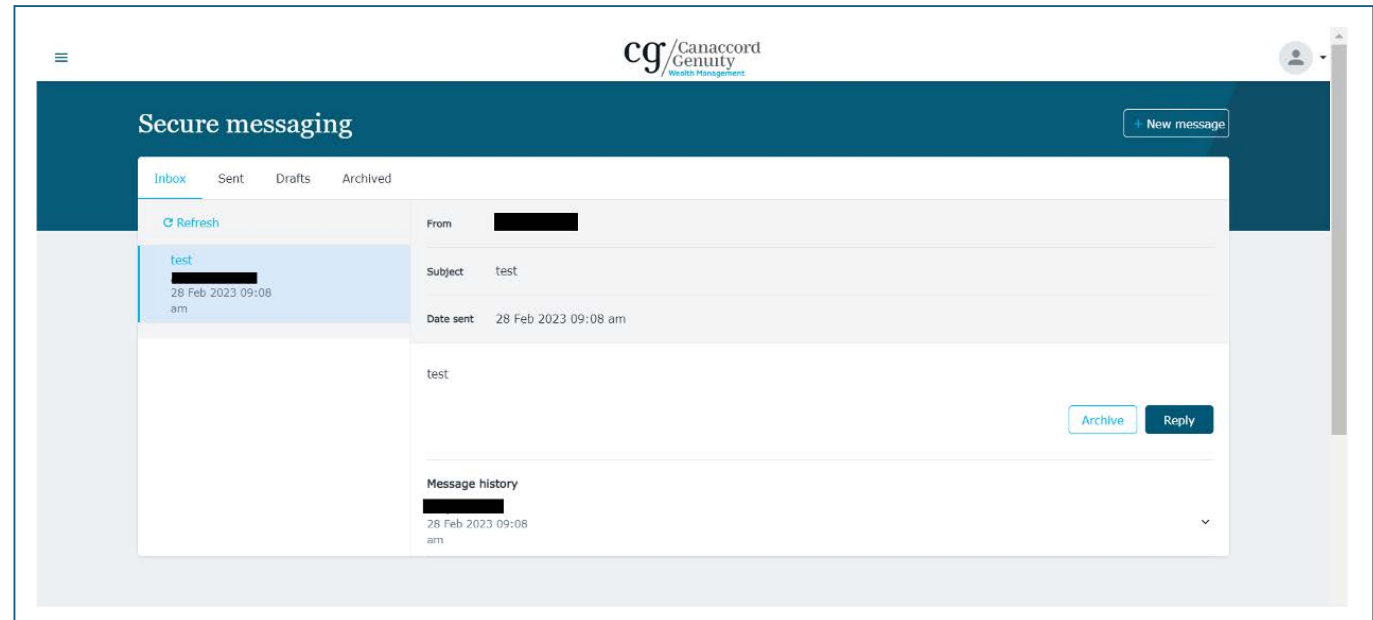 cg/Canaccord
Genuity
Wealth Management
Secure messaging
+ New message
Inbox Sent Drafts Archived
Refresh
test
28 Feb 2023 09:08
am
From
Subject test
Date sent 28 Feb 2023 09:08 am
test
Archive Reply
Message history
28 Feb 2023 09:08
am